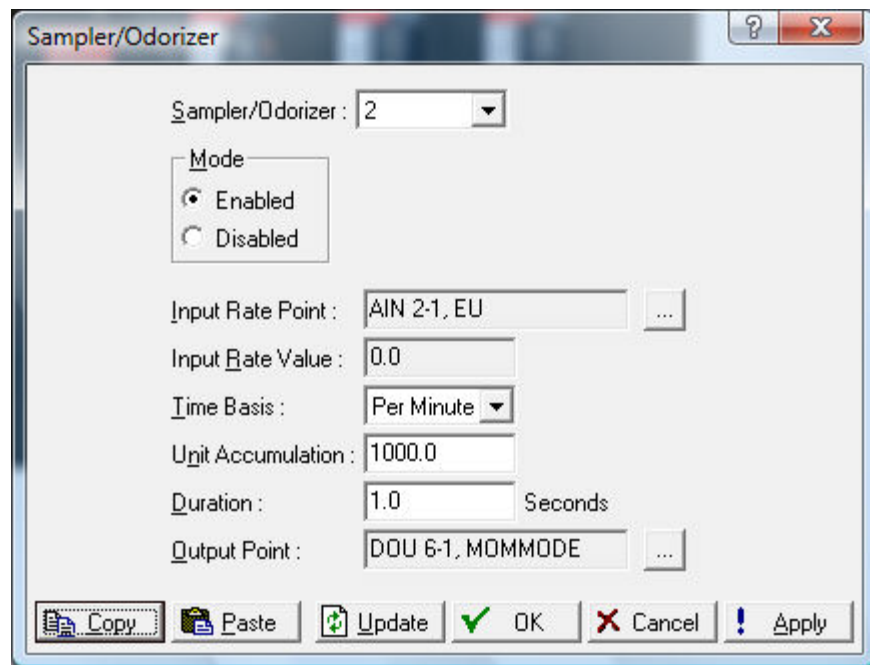 Sampler/Odorizer
Sampler/Odorizer : 2
Mode
Enabled
Disabled
Input Rate Point : AIN 2-1, EU ...
Input Rate Value : 0.0
Time Basis : Per Minute
Unit Accumulation : 1000.0
Duration : 1.0 Seconds
Output Point : DOU 6-1, MOMMODE ...
Copy Paste Update OK Cancel Apply